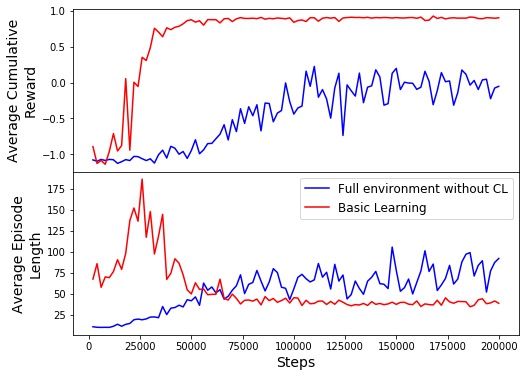 Average Cumulative
Reward
1.0
0.5
0.0
−0.5
−1.0
Average Episode
Length
175
150
125
100
75
50
25
Full environment without CL
Basic Learning
0 25000 50000 75000 100000 125000 150000 175000 200000
Steps